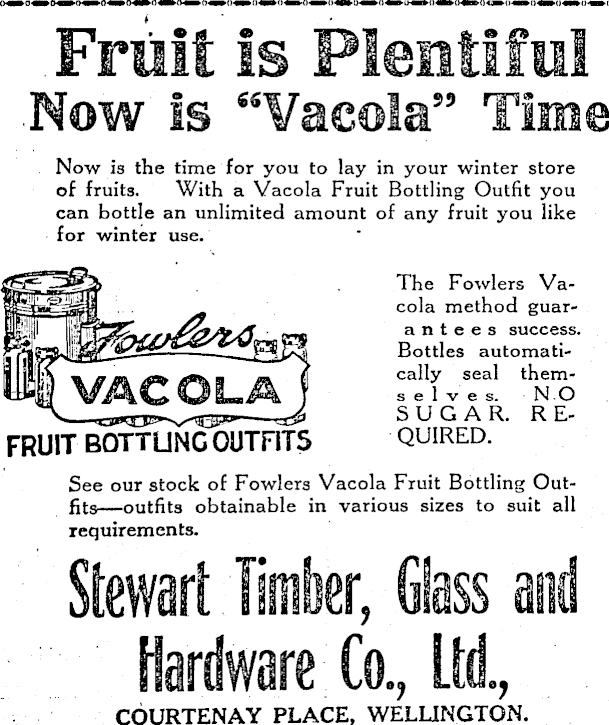 Fruit is Plentiful
Now is "Vacola" Time
Now is the time for you to lay in your winter store
of fruits. With a Vacola Fruit Bottling Outfit you
can bottle an unlimited amount of any fruit you like
for winter use.
Fowlers
VACOLA
FRUIT BOTTLING OUTFITS
The Fowlers Va-
cola method guar-
antees success.
Bottles automati-
cally seal them-
selves. NO
SUGAR. RE-
QUIRED.
See our stock of Fowlers Vacola Fruit Bottling Out-
fits—outfits obtainable in various sizes to suit all
requirements.
Stewart Timber, Glass and
Hardware Co., Ltd.,
COURTENAY PLACE, WELLINGTON.